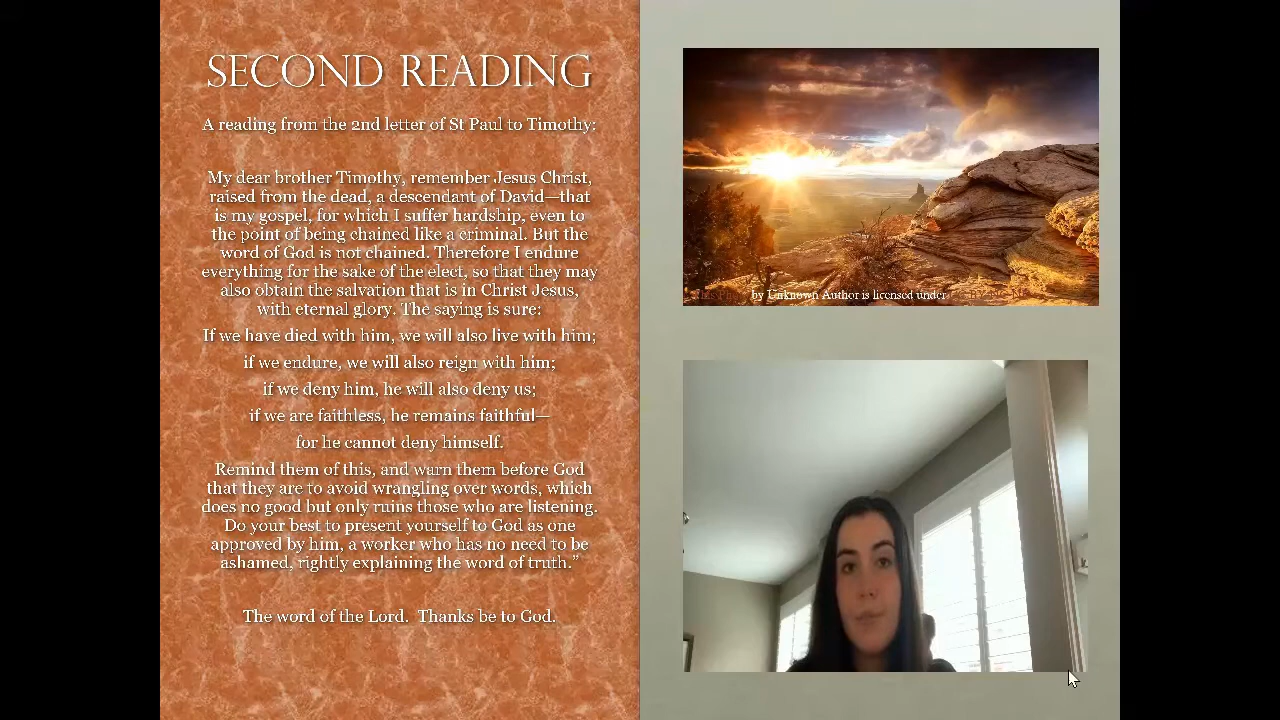 SECOND READING
A reading from the 2nd letter of St Paul to Timothy:
My dear brother Timothy, remember Jesus Christ,
raised from the dead, a descendant of David—that
is my gospel, for which I suffer hardship, even to
the point of being chained like a criminal. But the
word of God is not chained. Therefore I endure
everything for the sake of the elect, so that they may
also obtain the salvation that is in Christ Jesus,
with eternal glory. The saying is sure:
If we have died with him, we will also live with him;
if we endure, we will also reign with him;
if we deny him, he will also deny us;
if we are faithless, he remains faithful—
for he cannot deny himself.
Remind them of this, and warn them before God
that they are to avoid wrangling over words, which
does no good but only ruins those who are listening.
Do your best to present yourself to God as one
approved by him, a worker who has no need to be
ashamed, rightly explaining the word of truth.”
The word of the Lord.  Thanks be to God.
by Unknown Author is licensed under